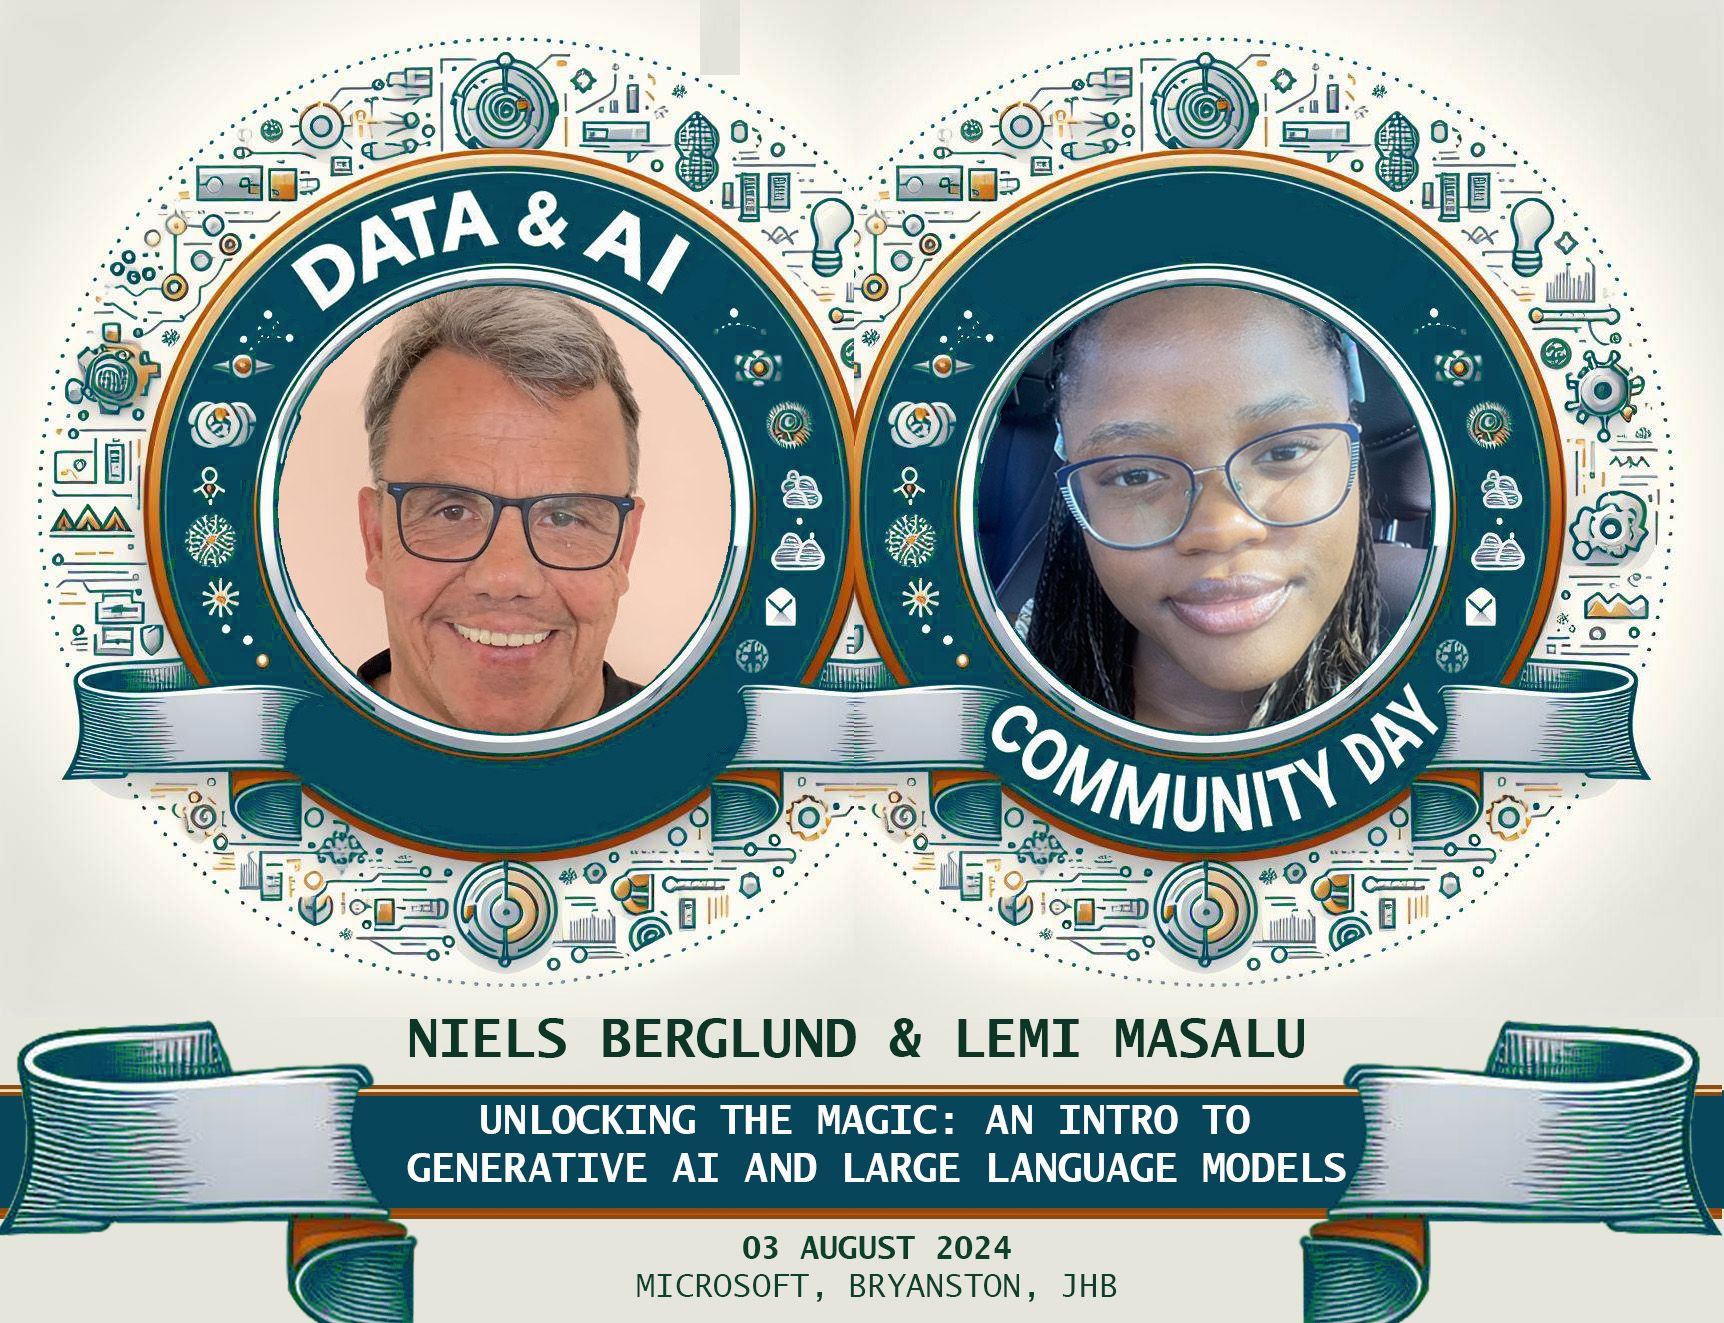 DATA & AI
COMMUNITY DAY
NIELS BERGLUND & LEMI MASALU
UNLOCKING THE MAGIC: AN INTRO TO
GENERATIVE AI AND LARGE LANGUAGE MODELS
03 AUGUST 2024
MICROSOFT, BRYANSTON, JHB